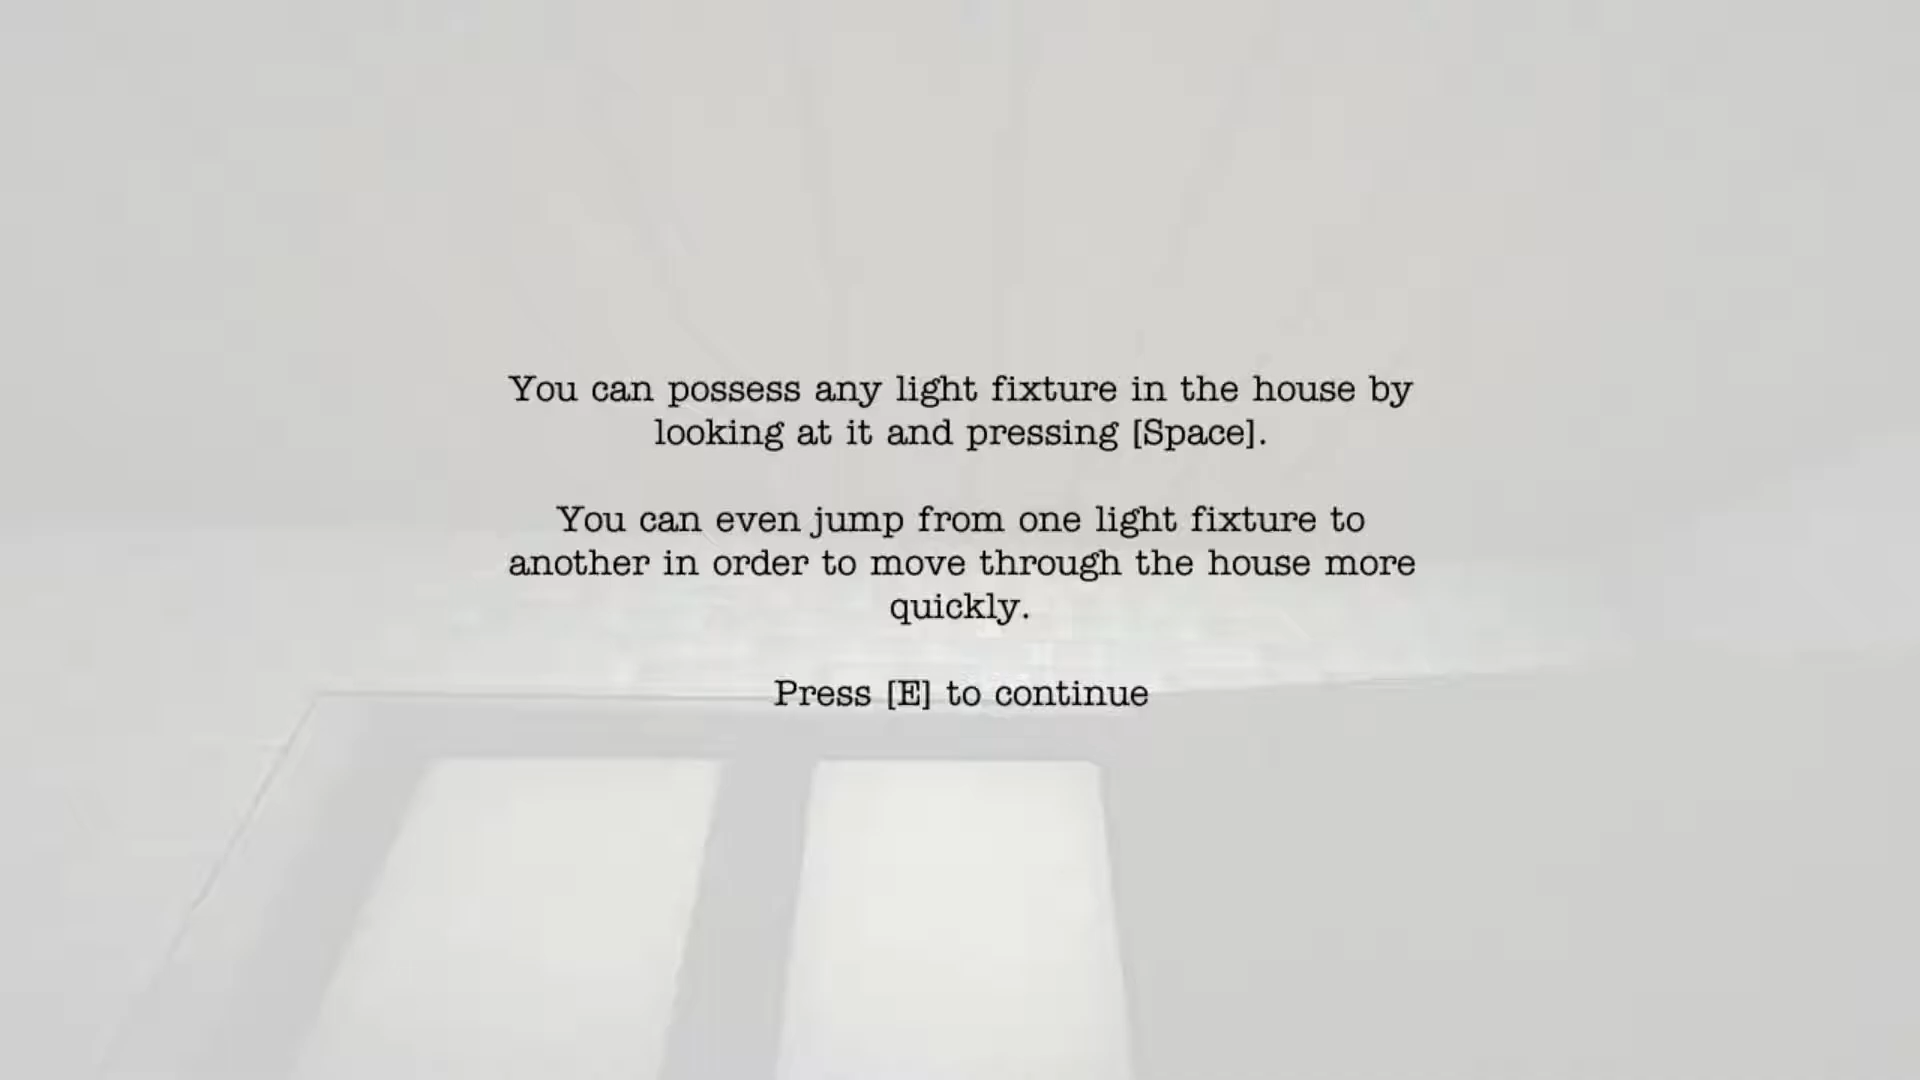 You can possess any light fixture in the house by
looking at it and pressing [Space].
You can even jump from one light fixture to
another in order to move through the house more
quickly.
Press [E] to continue